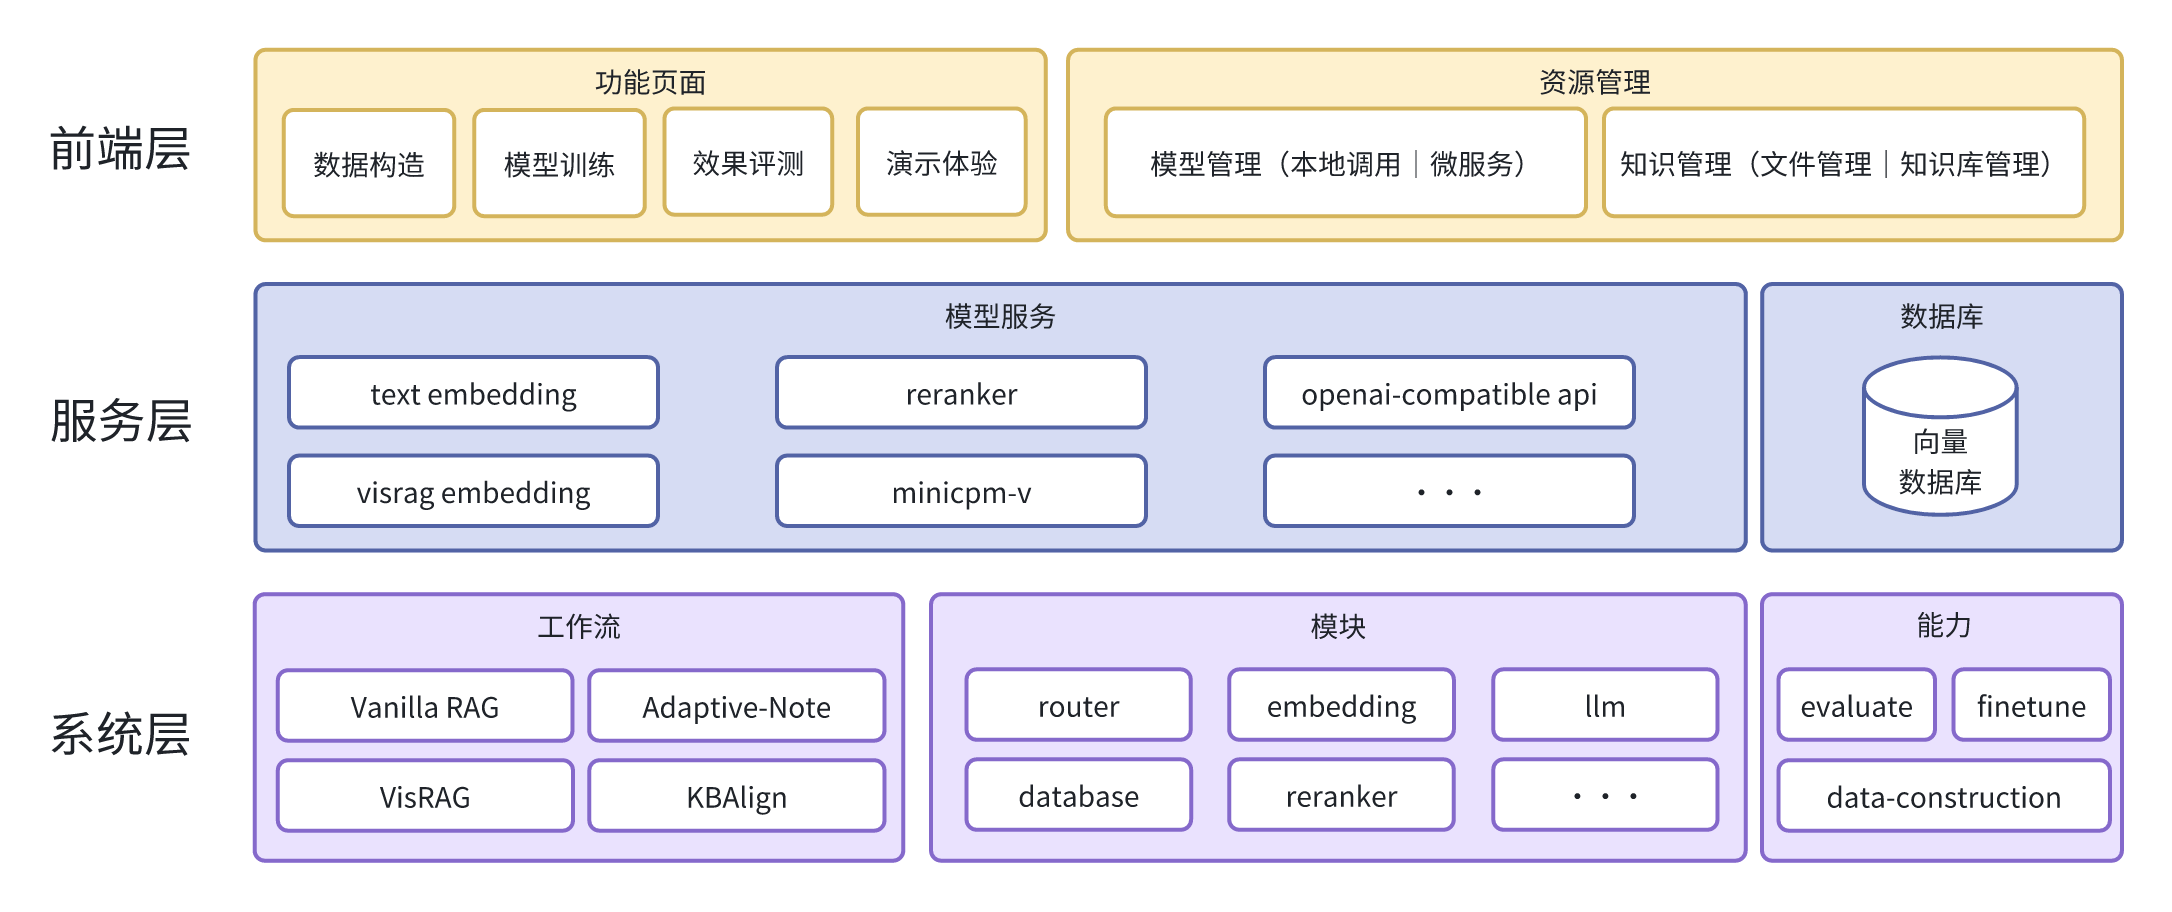 前端层
功能页面
数据构造
模型训练
效果评测
演示体验
资源管理
模型管理（本地调用｜微服务）
知识管理（文件管理｜知识库管理）
服务层
模型服务
text embedding
reranker
openai-compatible api
visrag embedding
minicpm-v
· · ·
数据库
向量
数据库
系统层
工作流
Vanilla RAG
Adaptive-Note
VisRAG
KBAlign
模块
router
embedding
llm
database
reranker
· · ·
能力
evaluate
finetune
data-construction